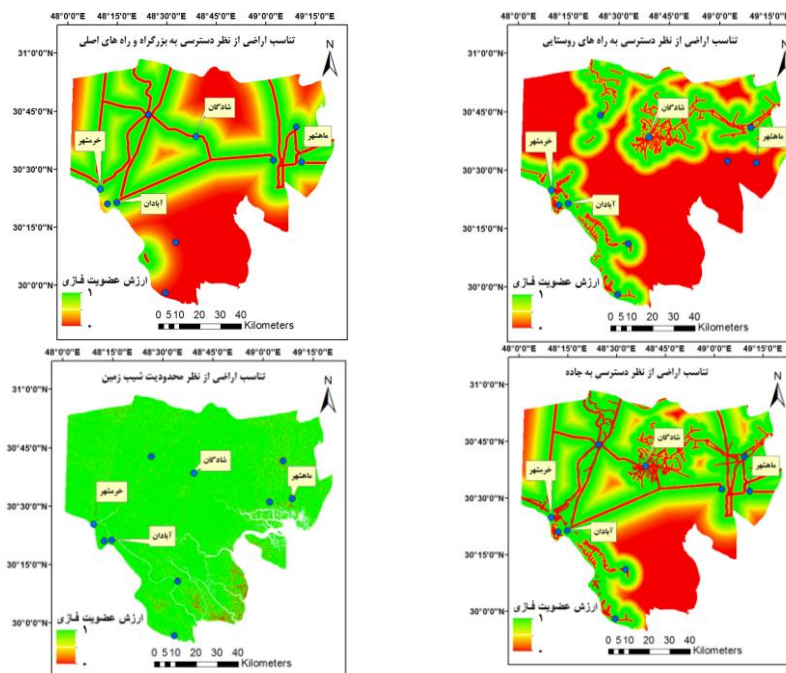 48°0'0"E 48°15'0"E 48°30'0"E 48°45'0"E 49°0'0"E 49°15'0"E
تناسب اراضی از نظر دسترسی به بزرگراه و راه های اصلی
N
31°0'0"N
30°45'0"N
30°30'0"N
30°15'0"N
30°0'0"N
شادگان
ماهشهر
خرمشهر
آبادان
ارزش عضویت فازی
۱
۰
0 5 10 20 30 40
Kilometers
48°0'0"E 48°15'0"E 48°30'0"E 48°45'0"E 49°0'0"E 49°15'0"E
تناسب اراضی از نظر دسترسی به راه های روستایی
N
31°0'0"N
30°45'0"N
30°30'0"N
30°15'0"N
30°0'0"N
شادگان
ماهشهر
خرمشهر
آبادان
ارزش عضویت فازی
۱
۰
0 5 10 20 30 40
Kilometers
48°0'0"E 48°15'0"E 48°30'0"E 48°45'0"E 49°0'0"E 49°15'0"E
تناسب اراضی از نظر محدودیت شیب زمین
N
31°0'0"N
30°45'0"N
30°30'0"N
30°15'0"N
30°0'0"N
شادگان
ماهشهر
خرمشهر
آبادان
ارزش عضویت فازی
۱
۰
0 5 10 20 30 40
Kilometers
48°0'0"E 48°15'0"E 48°30'0"E 48°45'0"E 49°0'0"E 49°15'0"E
تناسب اراضی از نظر دسترسی به جاده
N
31°0'0"N
30°45'0"N
30°30'0"N
30°15'0"N
30°0'0"N
شادگان
ماهشهر
خرمشهر
آبادان
ارزش عضویت فازی
۱
۰
0 5 10 20 30 40
Kilometers